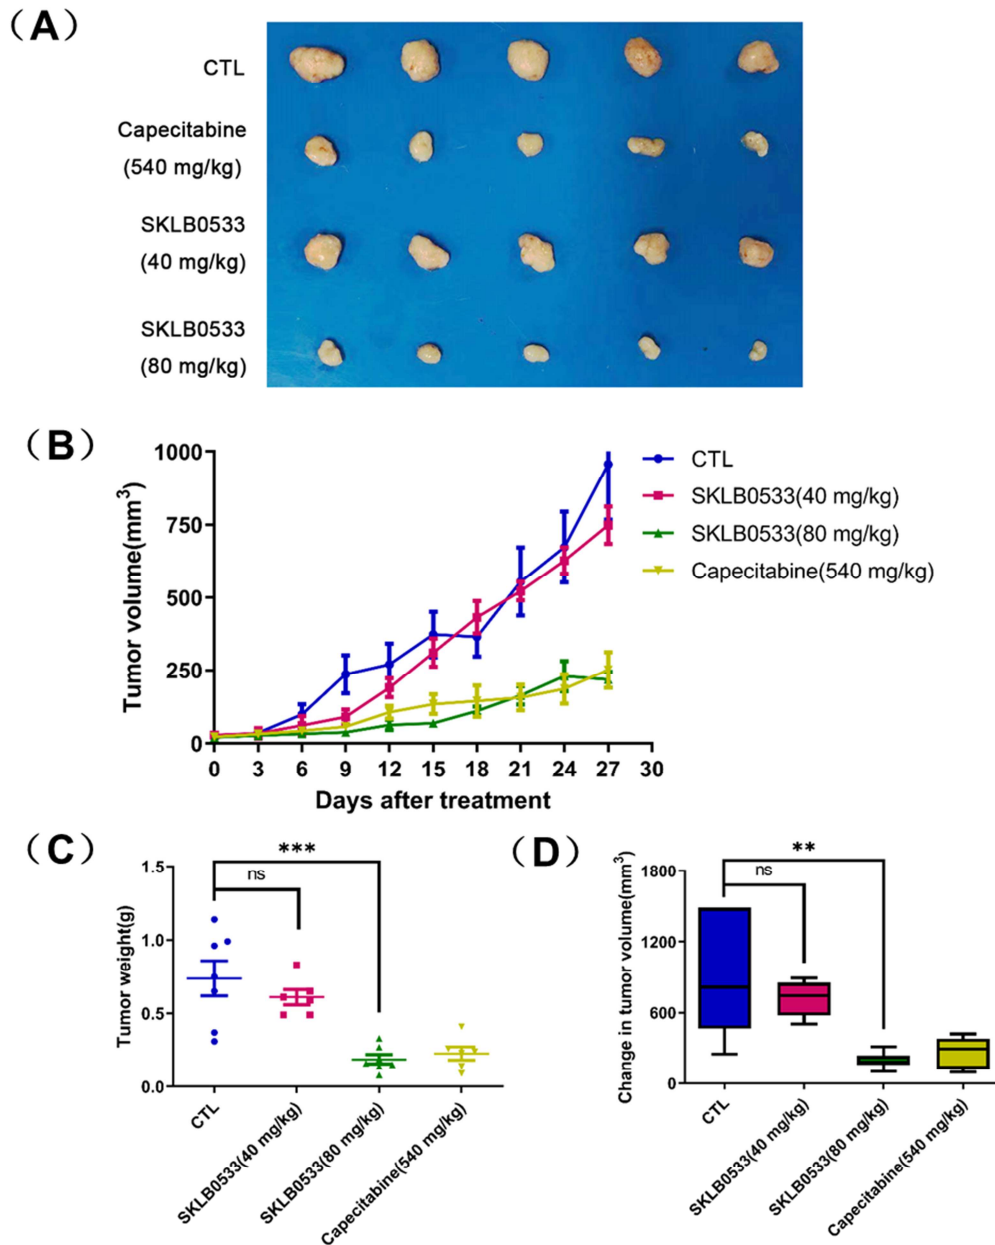 （A）
CTL
Capecitabine
(540 mg/kg)
SKLB0533
(40 mg/kg)
SKLB0533
(80 mg/kg)
（B）
1000
750
500
250
0
Tumor volume(mm³)
0 3 6 9 12 15 18 21 24 27 30
Days after treatment
CTL
SKLB0533(40 mg/kg)
SKLB0533(80 mg/kg)
Capecitabine(540 mg/kg)
（C）
***
ns
1.5
1.0
0.5
0.0
Tumor weight(g)
CTL
SKLB0533(40 mg/kg)
SKLB0533(80 mg/kg)
Capecitabine(540 mg/kg)
（D）
**
ns
1800
1200
600
0
Change in tumor volume(mm³)
CTL
SKLB0533(40 mg/kg)
SKLB0533(80 mg/kg)
Capecitabine(540 mg/kg)